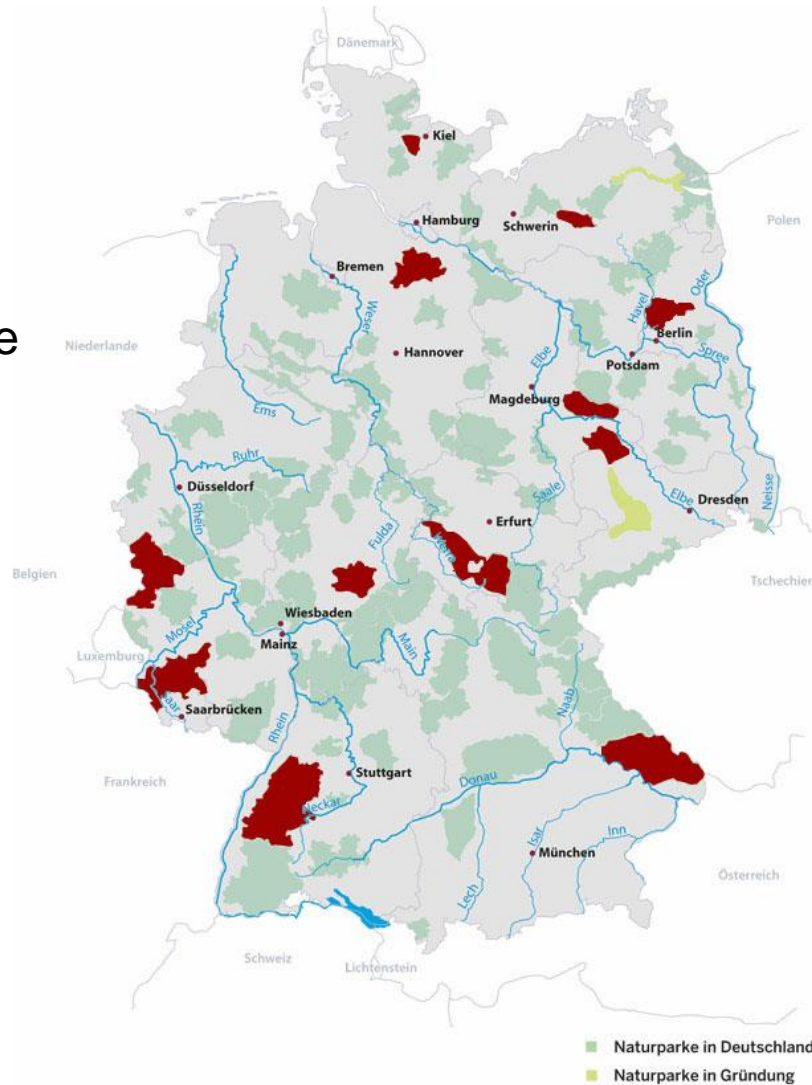 Dänemark
Kiel
Hamburg
Schwerin
Polen
Bremen
Weser
Havel
Oder
Berlin
e
Niederlande
Hannover
Elbe
Potsdam
Spree
Magdeburg
Ems
Ruhr
Düsseldorf
Rhein
Saale
Elbe
Dresden
Neisse
Fulda
Erfurt
Werra
Belgien
Tschechien
Wiesbaden
Mosel
Mainz
Main
Luxemburg
Saar
Saarbrücken
Rhein
Naab
Frankreich
Stuttgart
Donau
Neckar
Isar
Inn
München
Lech
Österreich
Schweiz
Lichtenstein
Naturparke in Deutschland
Naturparke in Gründung